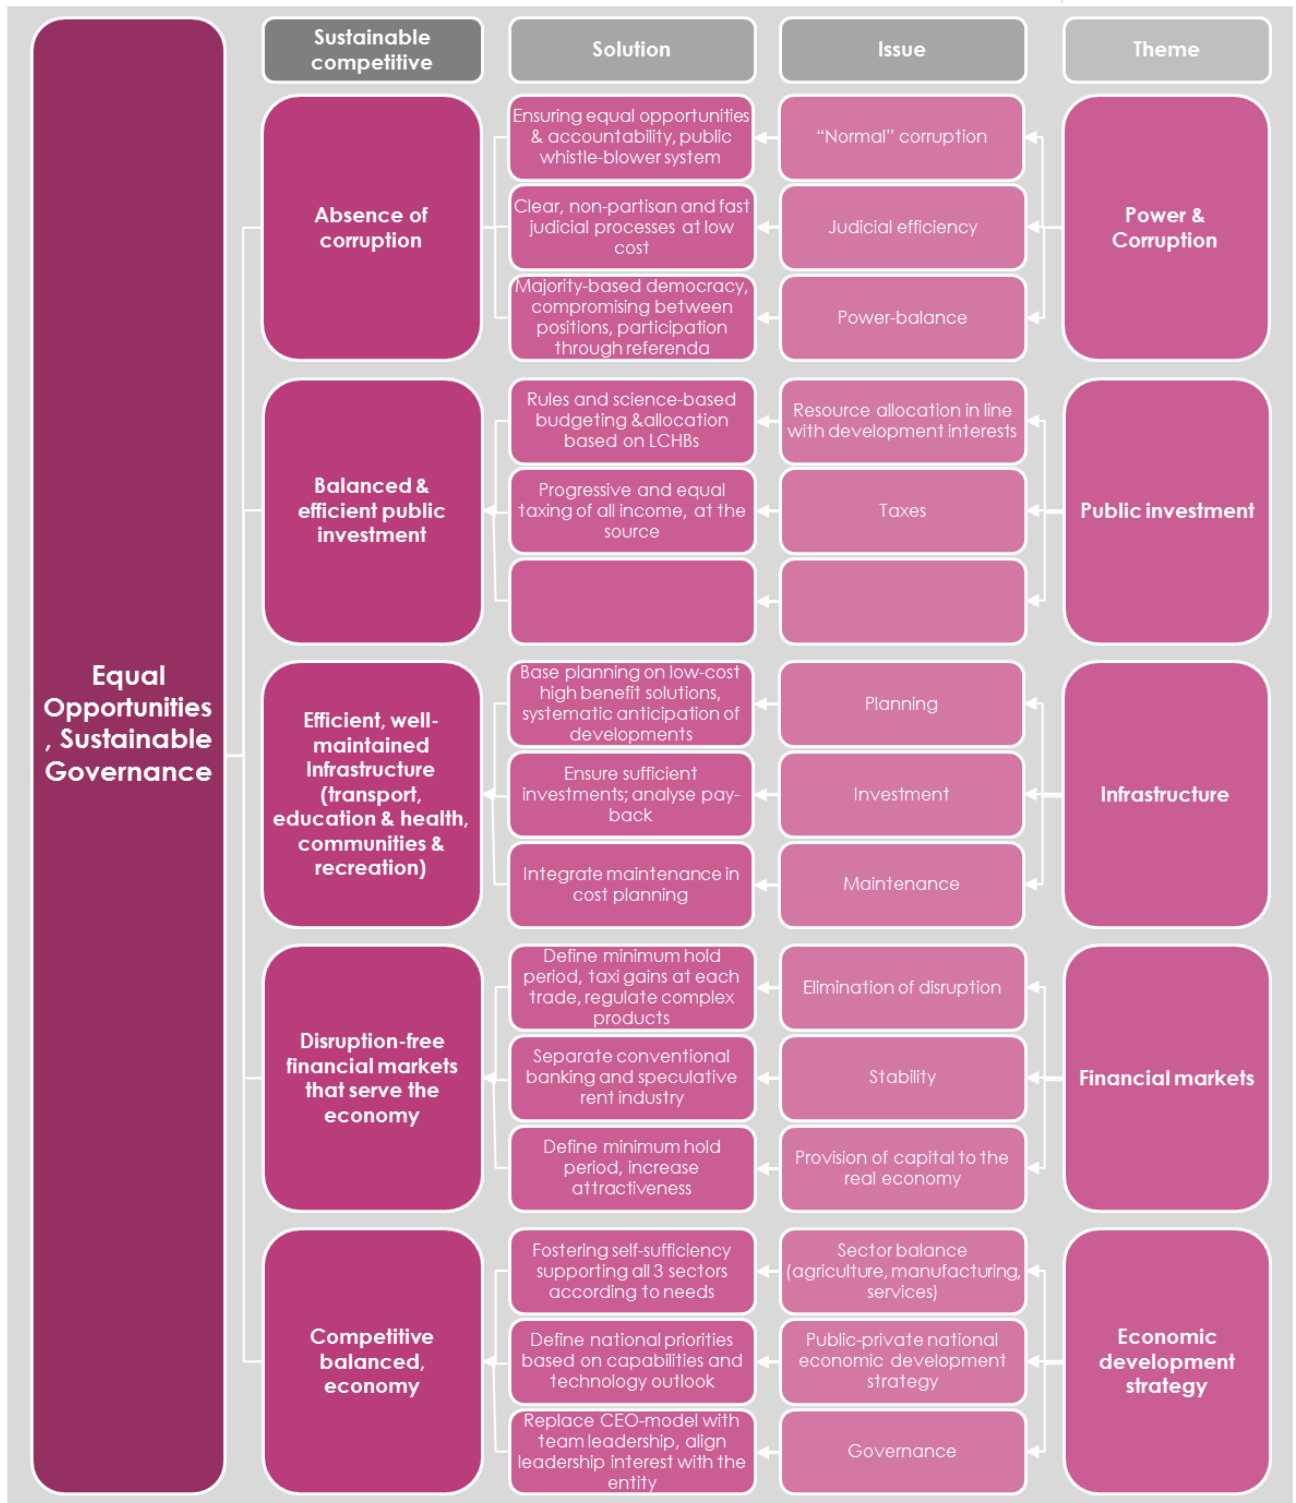 Sustainable
competitive
Solution
Issue
Theme
Equal
Opportunities
, Sustainable
Governance
Absence of
corruption
Ensuring equal opportunities
& accountability, public
whistle-blower system
“Normal” corruption
Clear, non-partisan and fast
judicial processes at low
cost
Judicial efficiency
Majority-based democracy,
compromising between
positions, participation
through referenda
Power-balance
Power &
Corruption
Balanced &
efficient public
investment
Rules and science-based
budgeting &allocation
based on LCHBs
Resource allocation in line
with development interests
Progressive and equal
taxing of all income, at the
source
Taxes
Public investment
Efficient, well-
maintained
Infrastructure
(transport,
education & health,
communities &
recreation)
Base planning on low-cost
high benefit solutions,
systematic anticipation of
developments
Planning
Ensure sufficient
investments; analyse pay-
back
Investment
Integrate maintenance in
cost planning
Maintenance
Infrastructure
Disruption-free
financial markets
that serve the
economy
Define minimum hold
period, taxi gains at each
trade, regulate complex
products
Elimination of disruption
Separate conventional
banking and speculative
rent industry
Stability
Define minimum hold
period, increase
attractiveness
Provision of capital to the
real economy
Financial markets
Competitive
balanced,
economy
Fostering self-sufficiency
supporting all 3 sectors
according to needs
Sector balance
(agriculture, manufacturing,
services)
Define national priorities
based on capabilities and
technology outlook
Public-private national
economic development
strategy
Replace CEO-model with
team leadership, align
leadership interest with the
entity
Governance
Economic
development
strategy